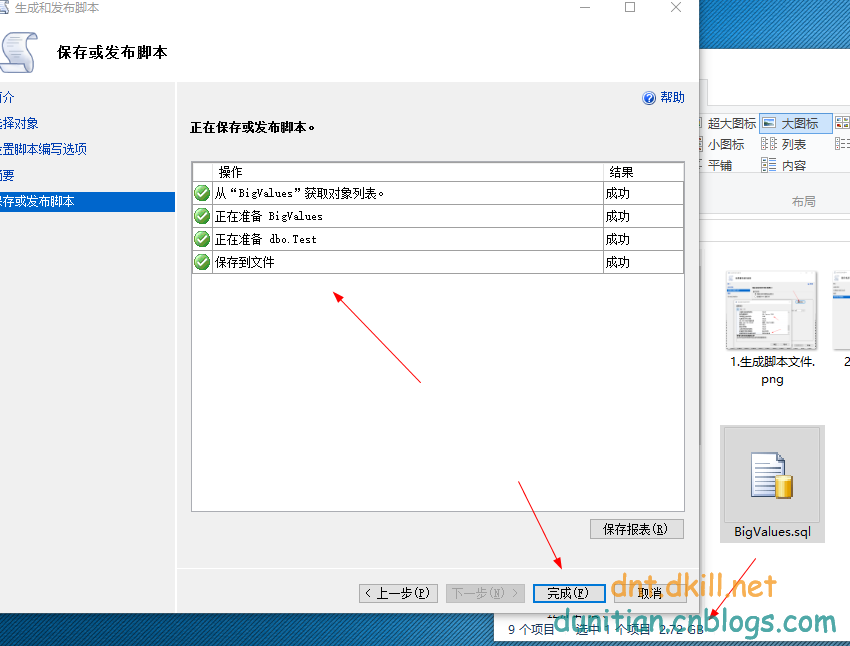 生成和发布脚本
保存或发布脚本
简介
选择对象
设置脚本编写选项
摘要
保存或发布脚本
帮助
正在保存或发布脚本。
操作 结果
从“BigValues”获取对象列表。 成功
正在准备 BigValues 成功
正在准备 dbo.Test 成功
保存到文件 成功
保存报表(R)
< 上一步(P) 下一步(N) > 完成(F) 取消
超大图标 大图标
小图标 列表
平铺 内容
布局
1.生成脚本文件.
png
2
BigValues.sql
9 个项目 选中 1 个项目 2.72 GB
dnt.dkill.net
dunitian.cnblogs.com